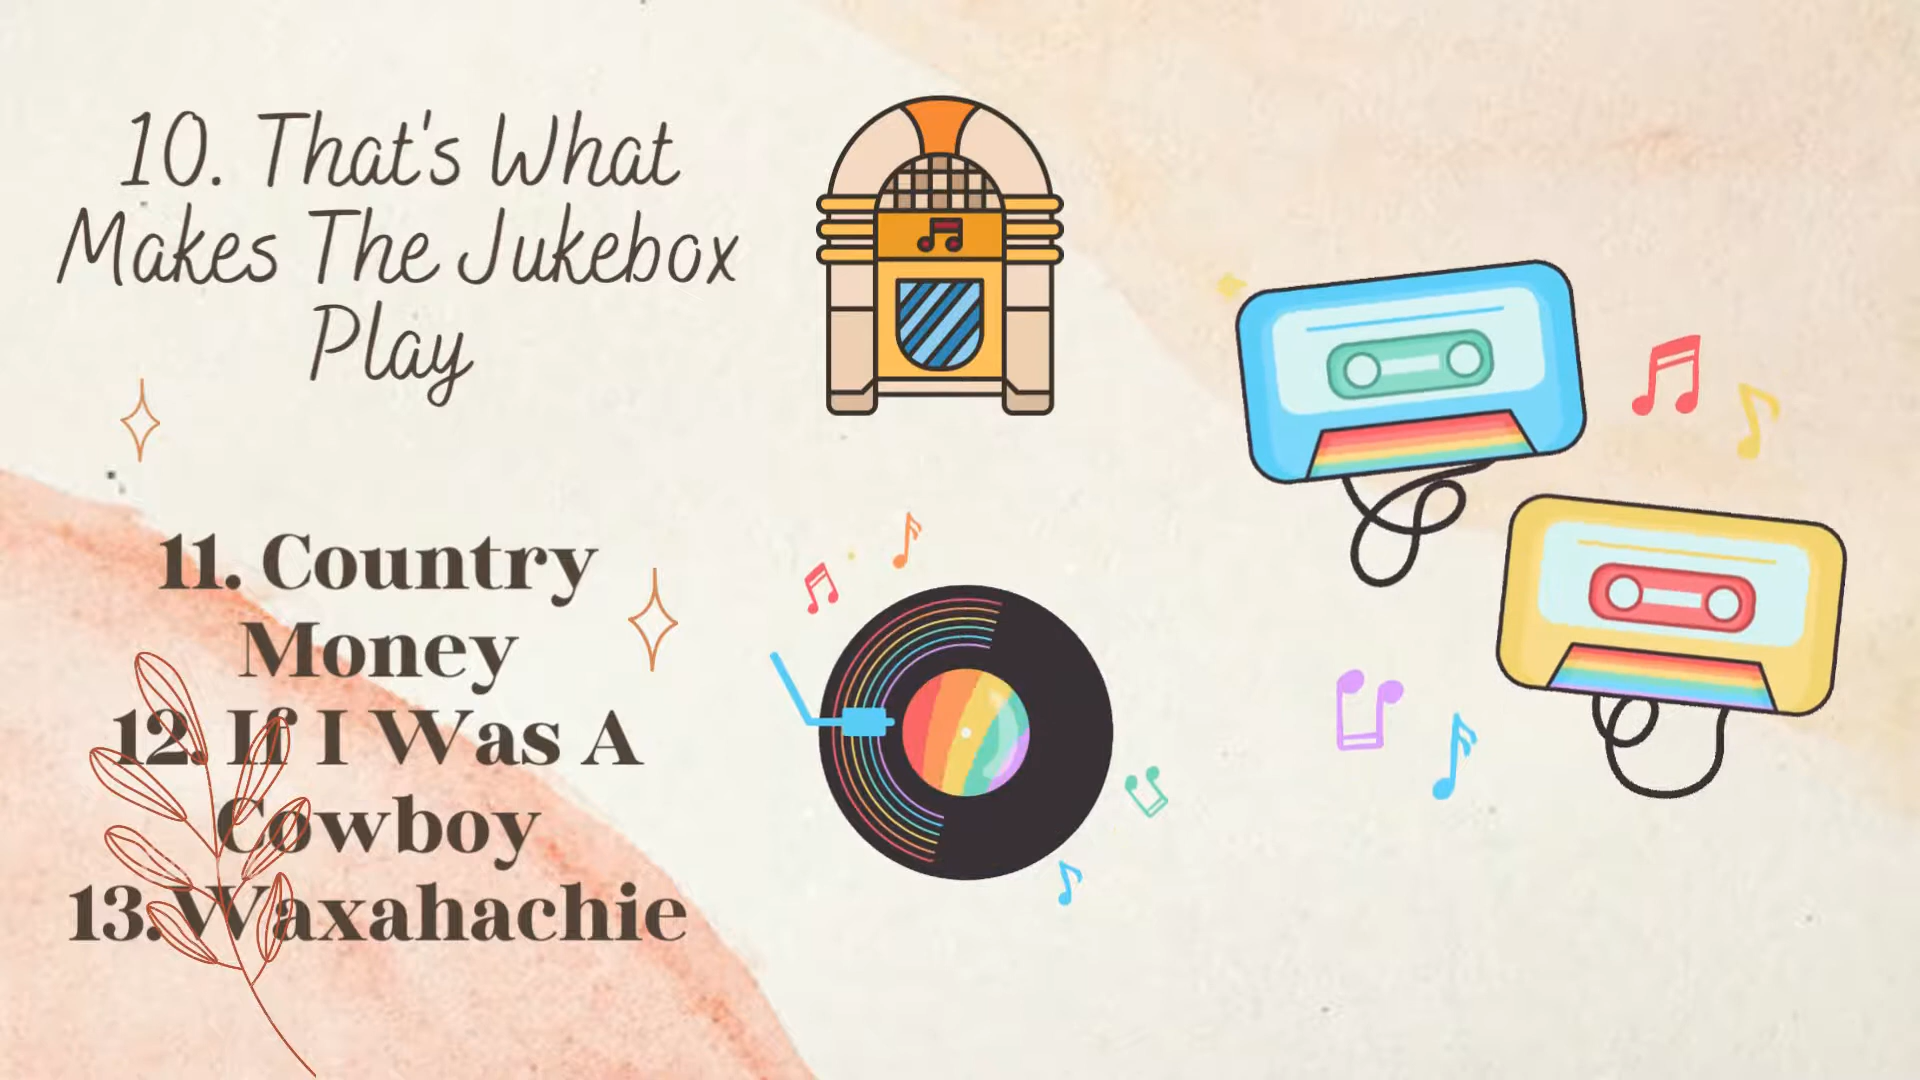 10. That's What
Makes The Jukebox
Play
11. Country
Money
12. If I Was A
Cowboy
13. Waxahachie